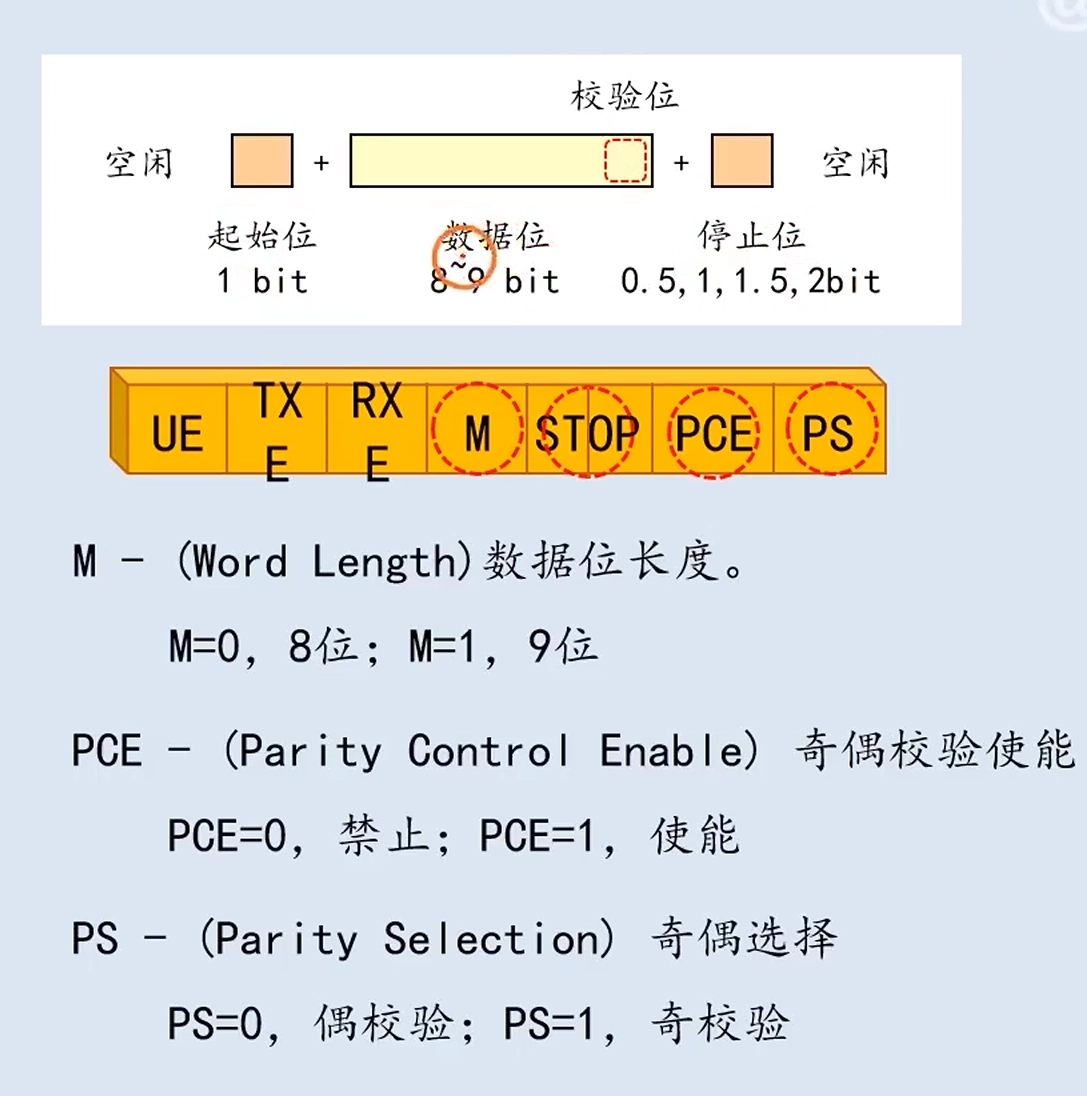 校验位
空闲 + + 空闲
起始位 数据位 停止位
1 bit 8~9 bit 0.5,1,1.5,2bit
UE TXE RXE M STOP PCE PS
M - (Word Length)数据位长度。
M=0, 8位; M=1, 9位
PCE - (Parity Control Enable) 奇偶校验使能
PCE=0, 禁止; PCE=1, 使能
PS - (Parity Selection) 奇偶选择
PS=0, 偶校验; PS=1, 奇校验